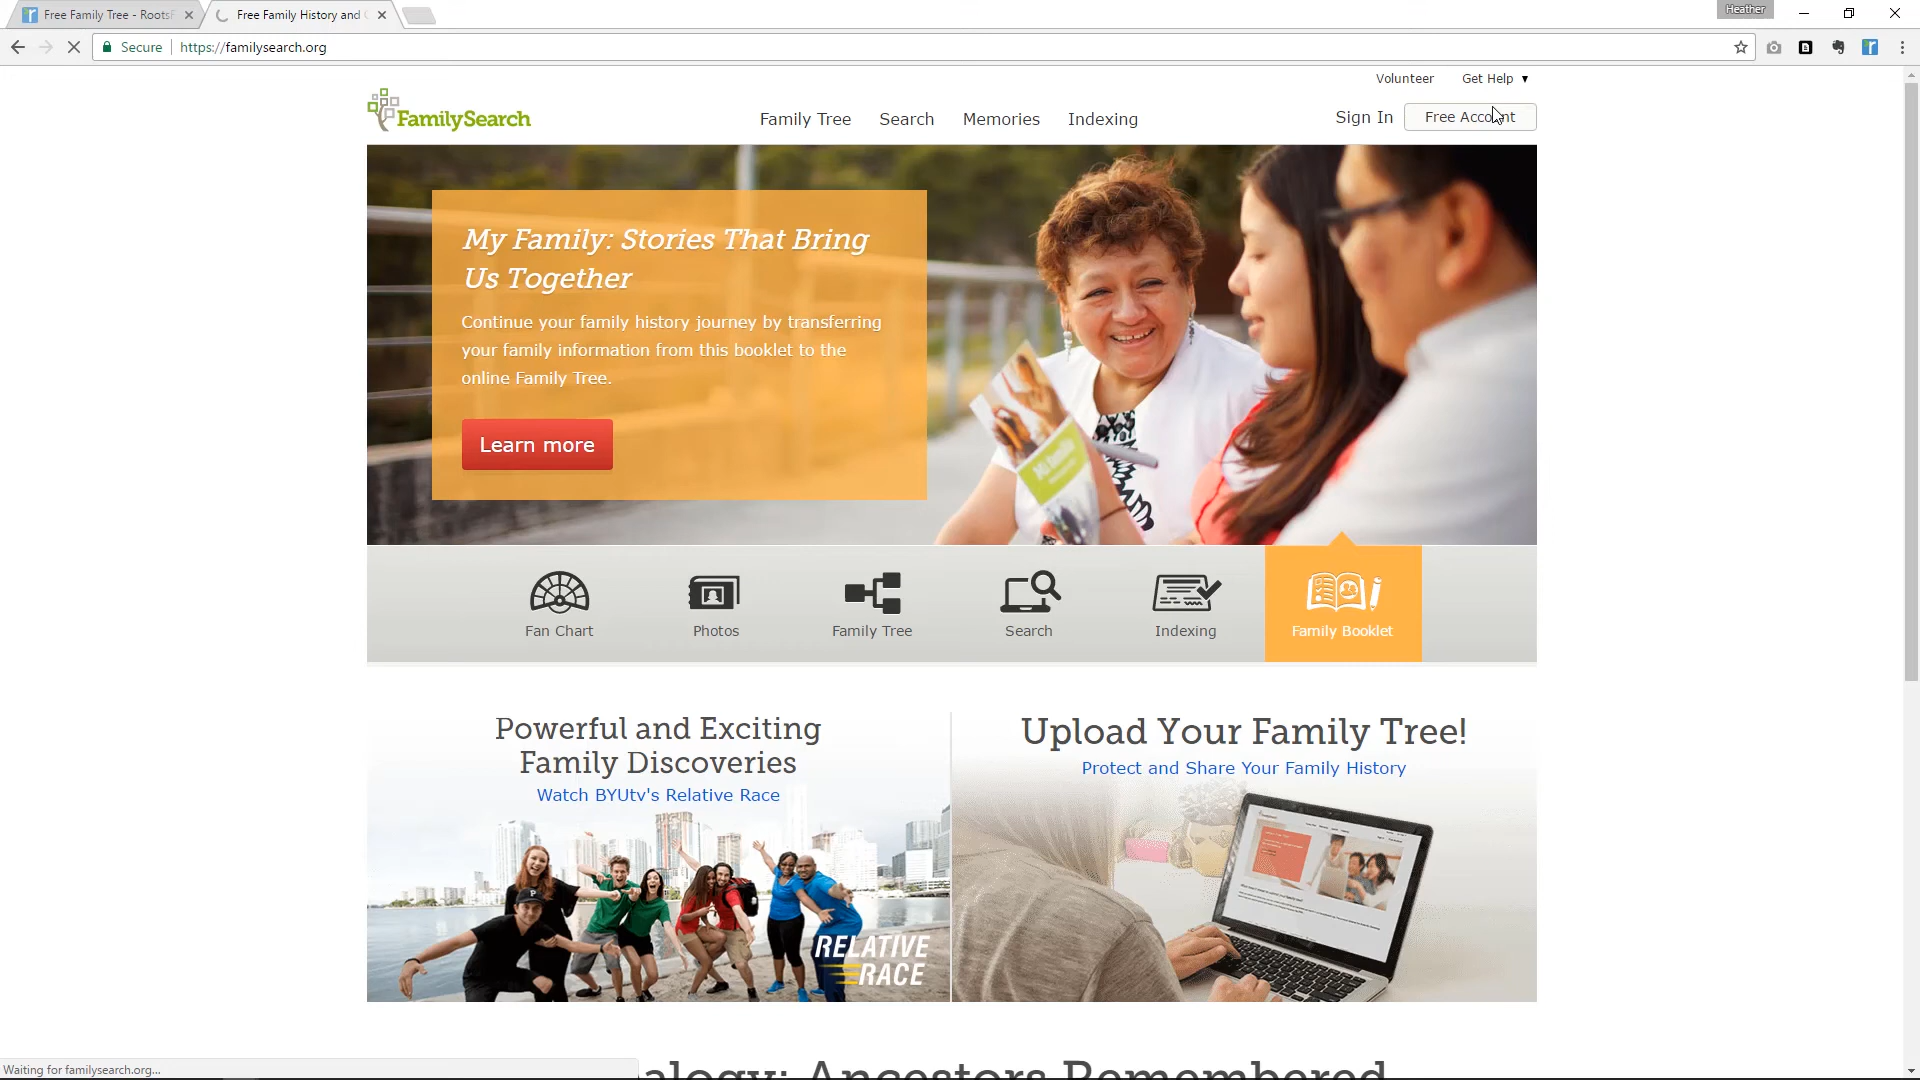 Free Family Tree - Roots
Free Family History and
Heather
Secure
https://familysearch.org
Volunteer
Get Help ▼
FamilySearch
Family Tree
Search
Memories
Indexing
Sign In
Free Account
My Family: Stories That Bring
Us Together
Continue your family history journey by transferring
your family information from this booklet to the
online Family Tree.
Learn more
Fan Chart
Photos
Family Tree
Search
Indexing
Family Booklet
Powerful and Exciting
Family Discoveries
Watch BYUtv's Relative Race
RELATIVE
RACE
Upload Your Family Tree!
Protect and Share Your Family History
Waiting for familysearch.org...
alogy: Ancestors Remembered